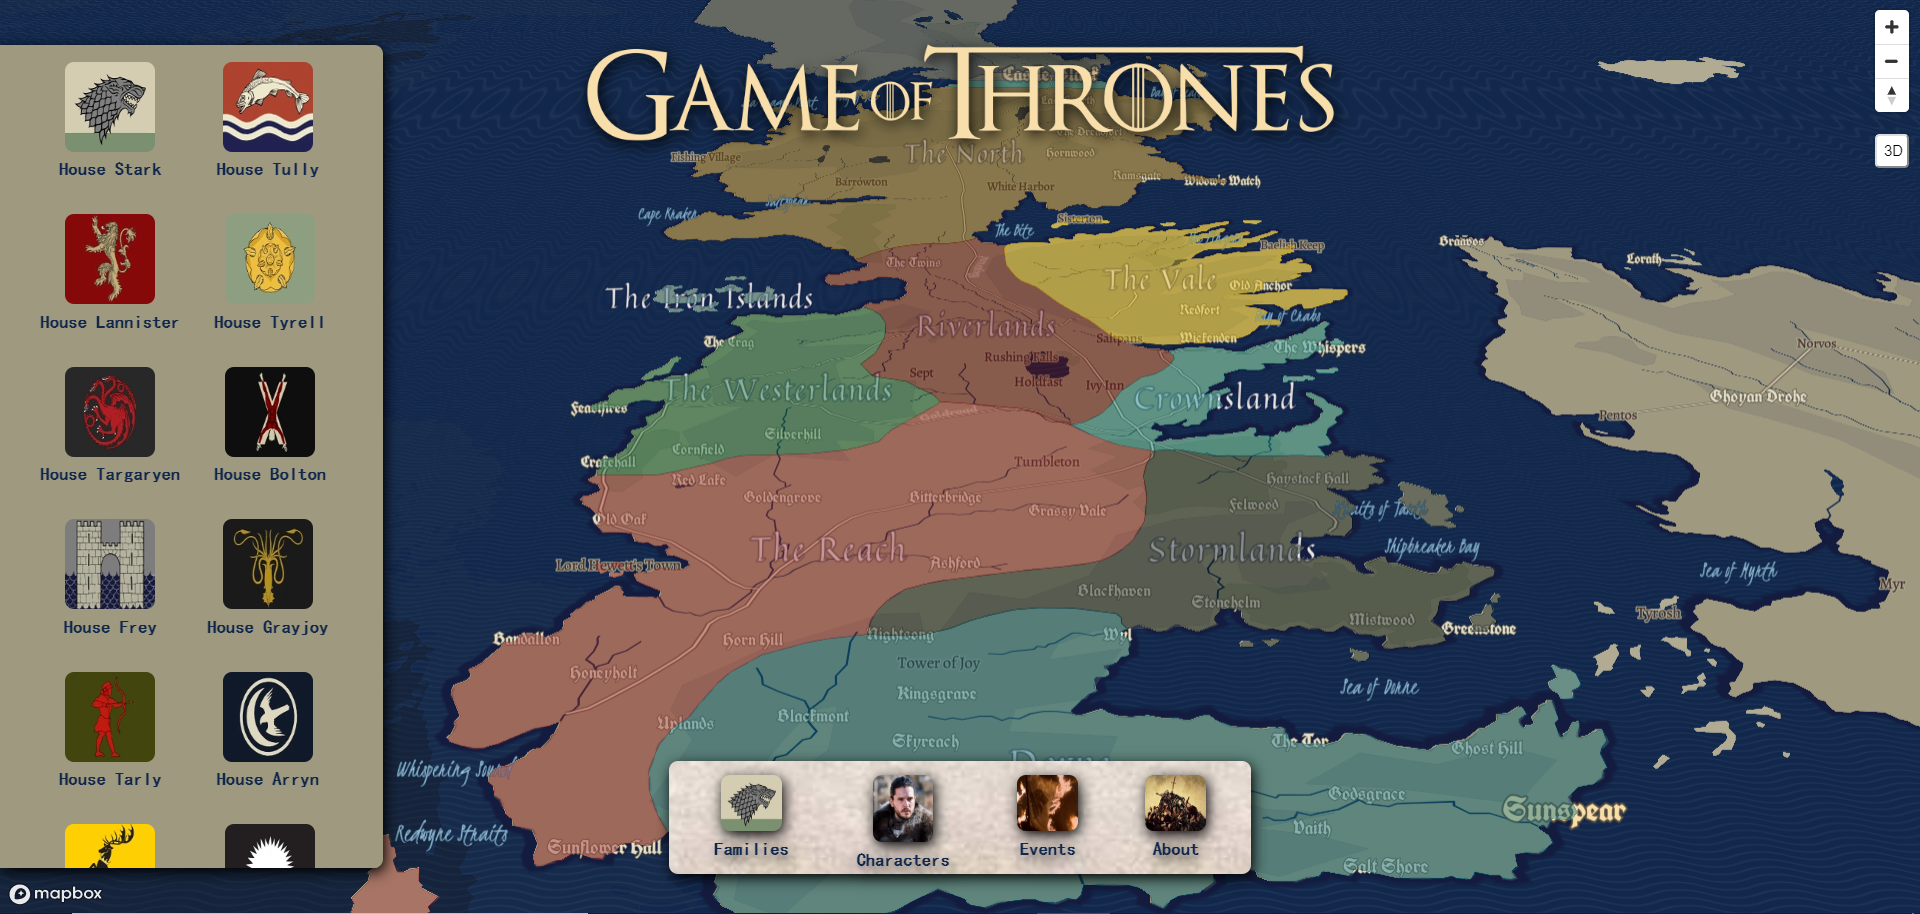 GAME OF THRONES
+
−
3D
House Stark
House Tully
House Lannister
House Tyrell
House Targaryen
House Bolton
House Frey
House Grayjoy
House Tarly
House Arryn
The North
Fishing Village
Hornwood
Barrowton
White Harbor
Ramsgate
Widow's Watch
Cape Kraken
Sisterton
The Bite
Baelish Keep
Braavos
Lorath
The Twins
The Vale
Old Anchor
The Iron Islands
Redfort
Bay of Crabs
Riverlands
Saltpans
Wickenden
The Crag
The Whispers
Norvos
Rushing Falls
Sept
Holdfast
Ivy Inn
The Westerlands
Crownsland
Ghoyan Drohe
Feastfires
Goldroad
Pentos
Silverhill
Cornfield
Crakehall
Tumbleton
Red Lake
Haystack Hall
Goldengrove
Bitterbridge
Felwood
Grassy Vale
Straits of Tarth
Old Oak
The Reach
Stormlands
Shipbreaker Bay
Lord Hewett's Town
Ashford
Sea of Myrth
Myr
Blackhaven
Stonehelm
Tyrosh
Mistwood
Greenstone
Bandallon
Horn Hill
Nightsong
Wyl
Tower of Joy
Honeyholt
Kingsgrave
Sea of Dorne
Blackmont
Uplands
Skyreach
The Tor
Ghost Hill
Whispering Sound
Godsgrace
Sunspear
Vaith
Redwyne Straits
Sunflower Hall
Salt Shore
Families
Characters
Events
About
mapbox